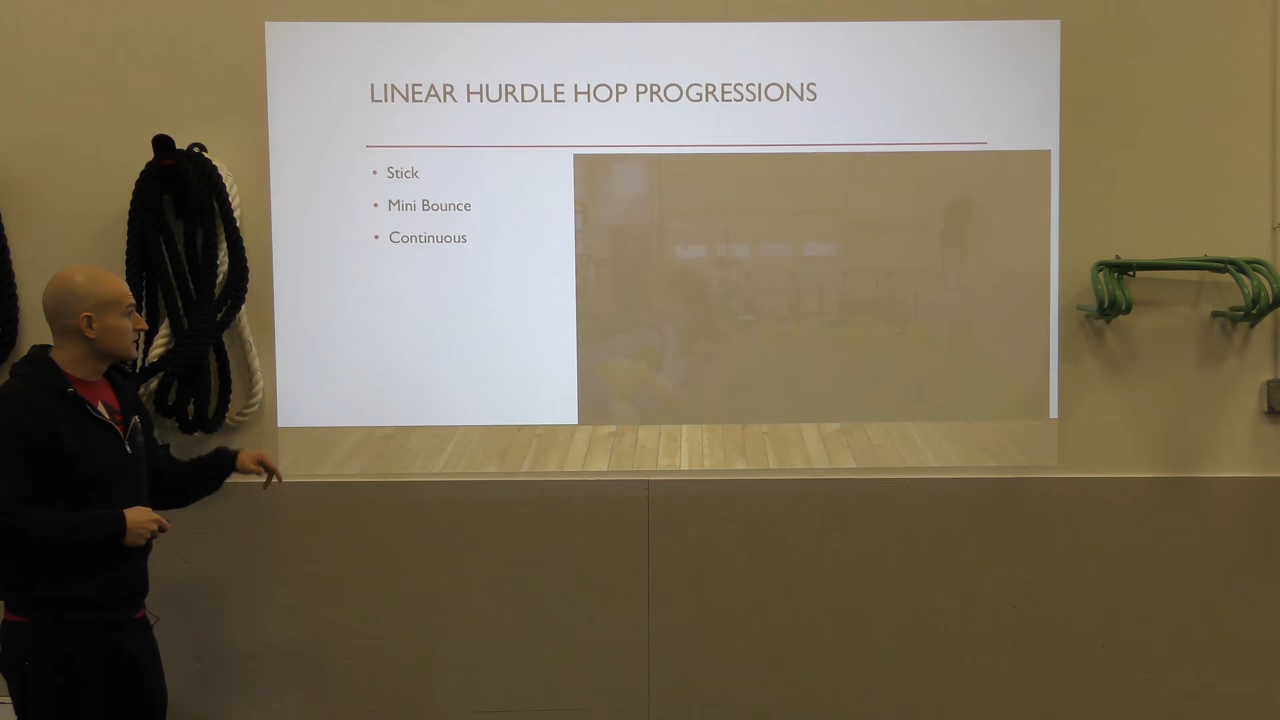 LINEAR HURDLE HOP PROGRESSIONS
• Stick
• Mini Bounce
• Continuous